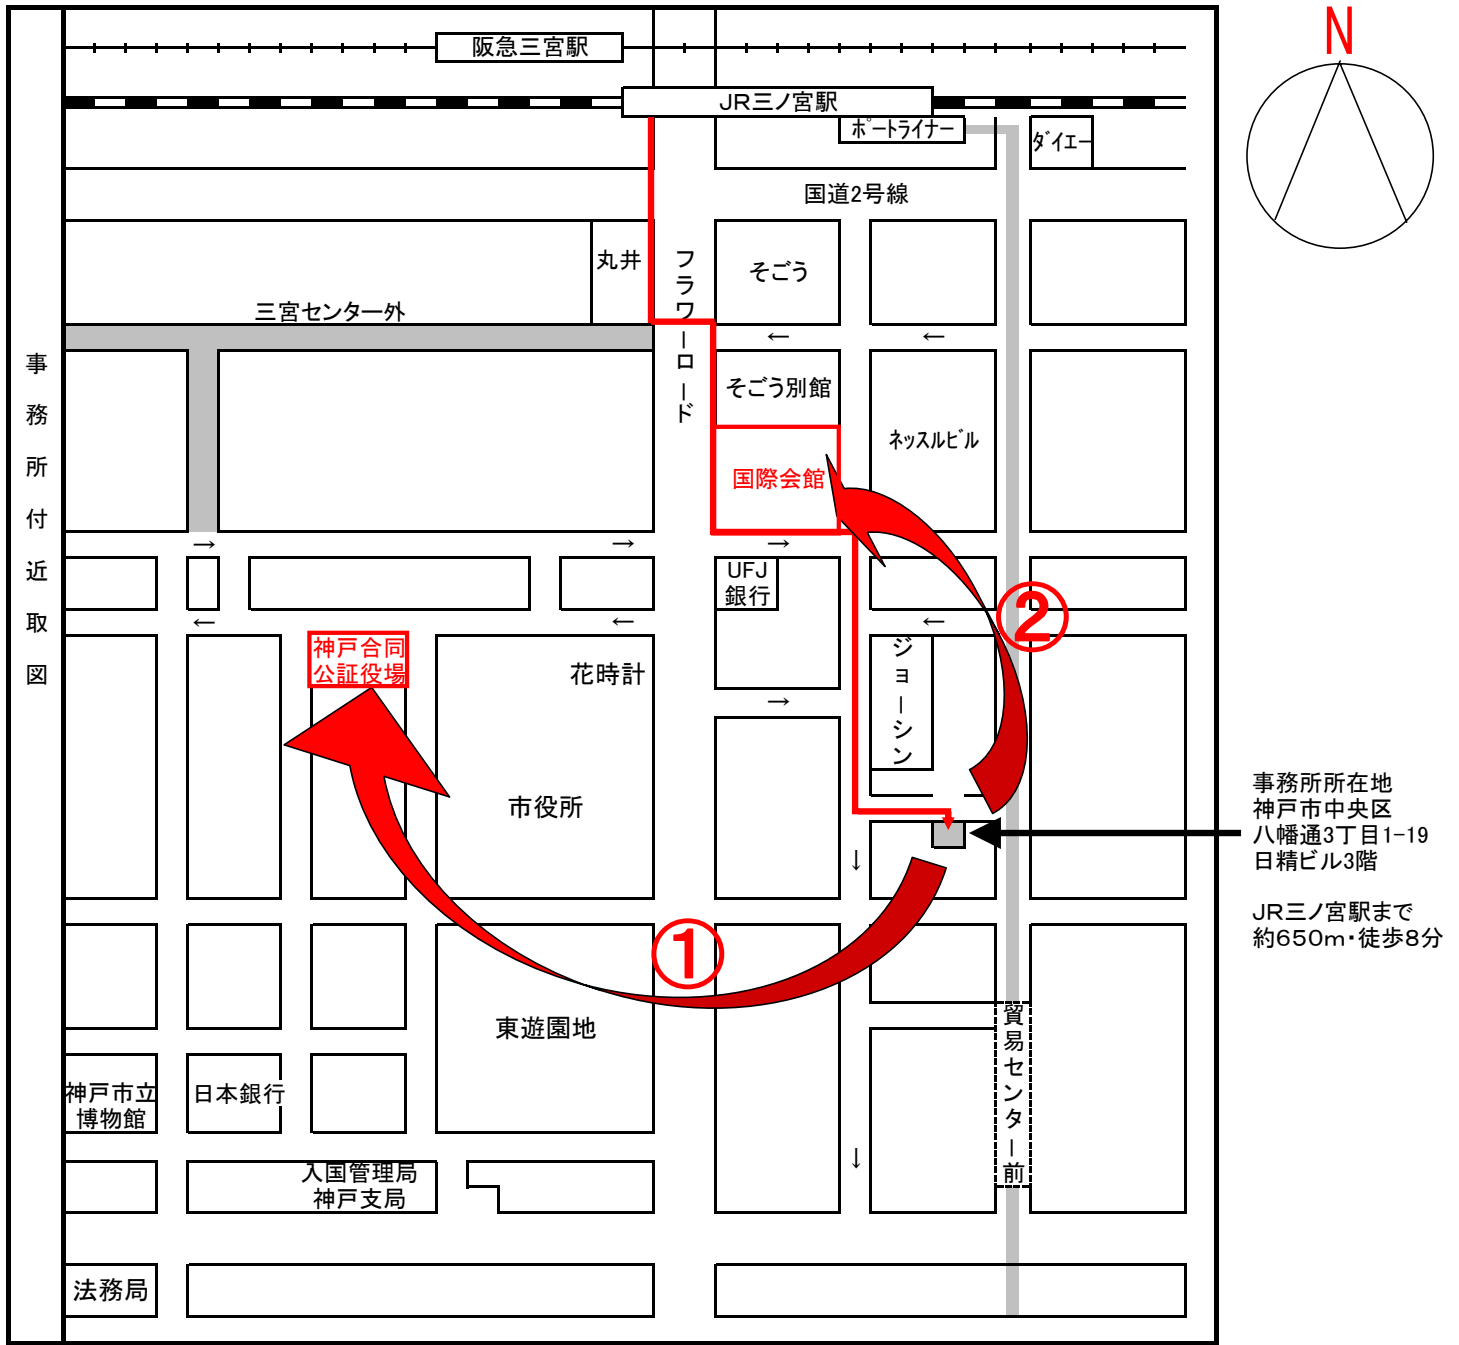 N
阪急三宮駅
JR三ノ宮駅
ポートライナー
ダイエー
国道2号線
丸井
フラワーロード
そごう
三宮センター外
←
←
事務所付近取図
そごう別館
ネッスルビル
国際会館
→
→
→
UFJ
銀行
②
←
←
←
神戸合同
公証役場
花時計
ジョーシン
→
市役所
事務所所在地
神戸市中央区
八幡通3丁目1-19
日精ビル3階
JR三ノ宮駅まで
約650m・徒歩8分
↓
①
東遊園地
貿易センター前
神戸市立
博物館
日本銀行
↓
入国管理局
神戸支局
法務局